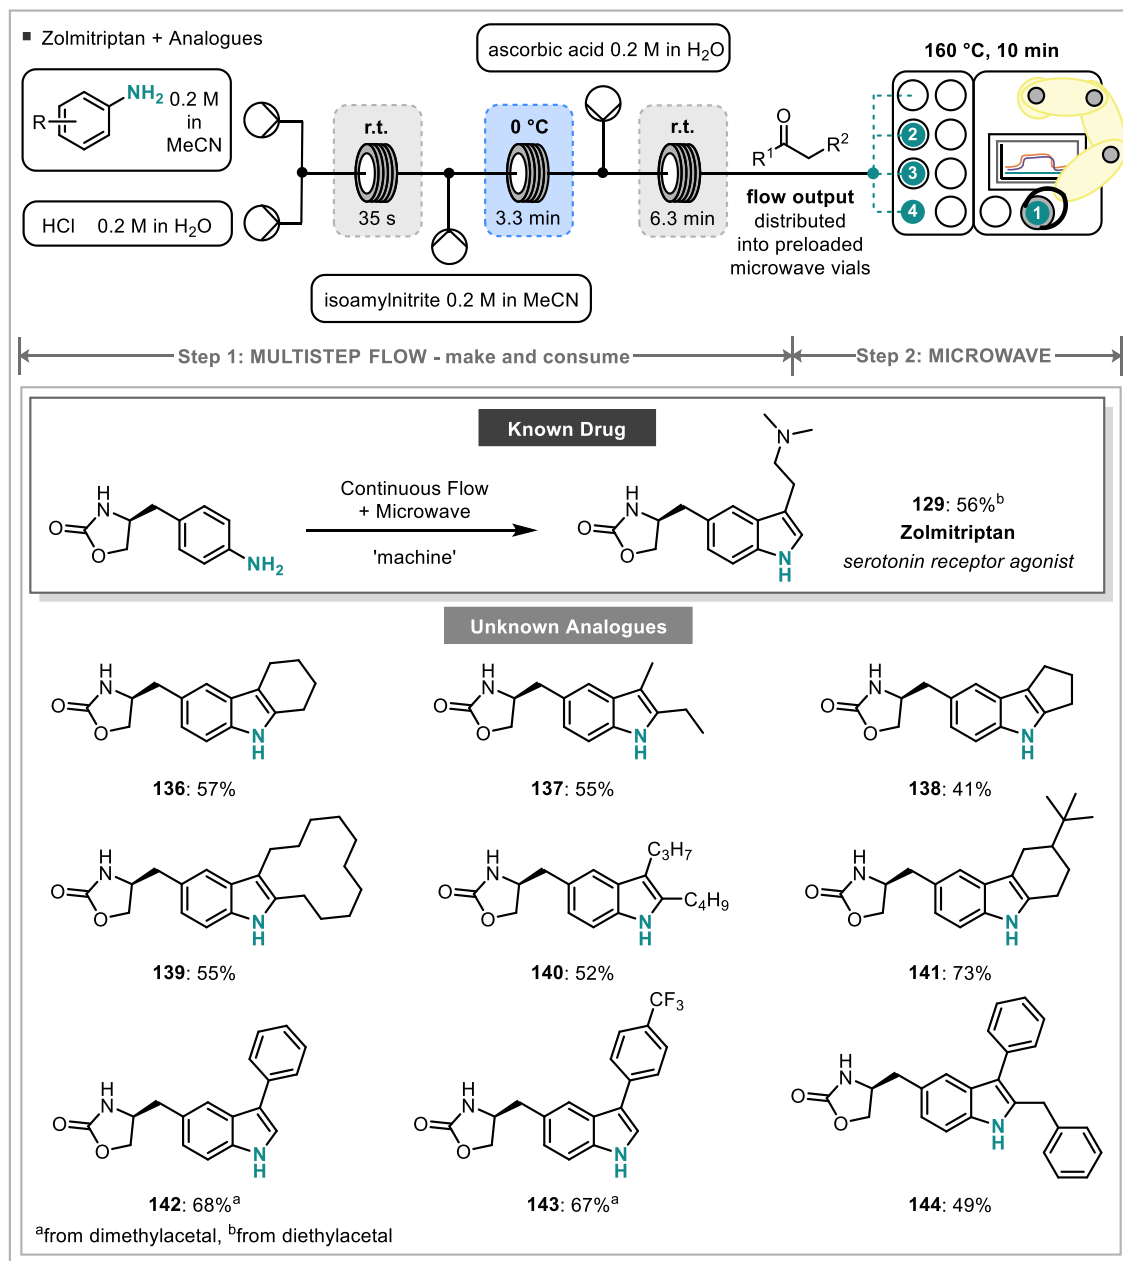 ■ Zolmitriptan + Analogues
NH2
R
0.2 M
in
MeCN
HCl 0.2 M in H2O
r.t.
35 s
isoamylnitrite 0.2 M in MeCN
0 °C
3.3 min
ascorbic acid 0.2 M in H2O
r.t.
6.3 min
O
R1
R2
flow output
distributed
into preloaded
microwave vials
160 °C, 10 min
2
3
4
1
Step 1: MULTISTEP FLOW - make and consume
Step 2: MICROWAVE
Known Drug
H
N
O
O
NH2
Continuous Flow
+ Microwave
'machine'
N
H
N
O
O
N
H
129: 56%b
Zolmitriptan
serotonin receptor agonist
Unknown Analogues
H
N
O
O
N
H
136: 57%
H
N
O
O
N
H
137: 55%
H
N
O
O
N
H
138: 41%
H
N
O
O
N
H
139: 55%
C3H7
H
N
O
C4H9
O
N
H
140: 52%
H
N
O
O
N
H
141: 73%
H
N
O
O
N
H
142: 68%a
CF3
H
N
O
O
N
H
143: 67%a
H
N
O
O
N
H
144: 49%
afrom dimethylacetal, bfrom diethylacetal